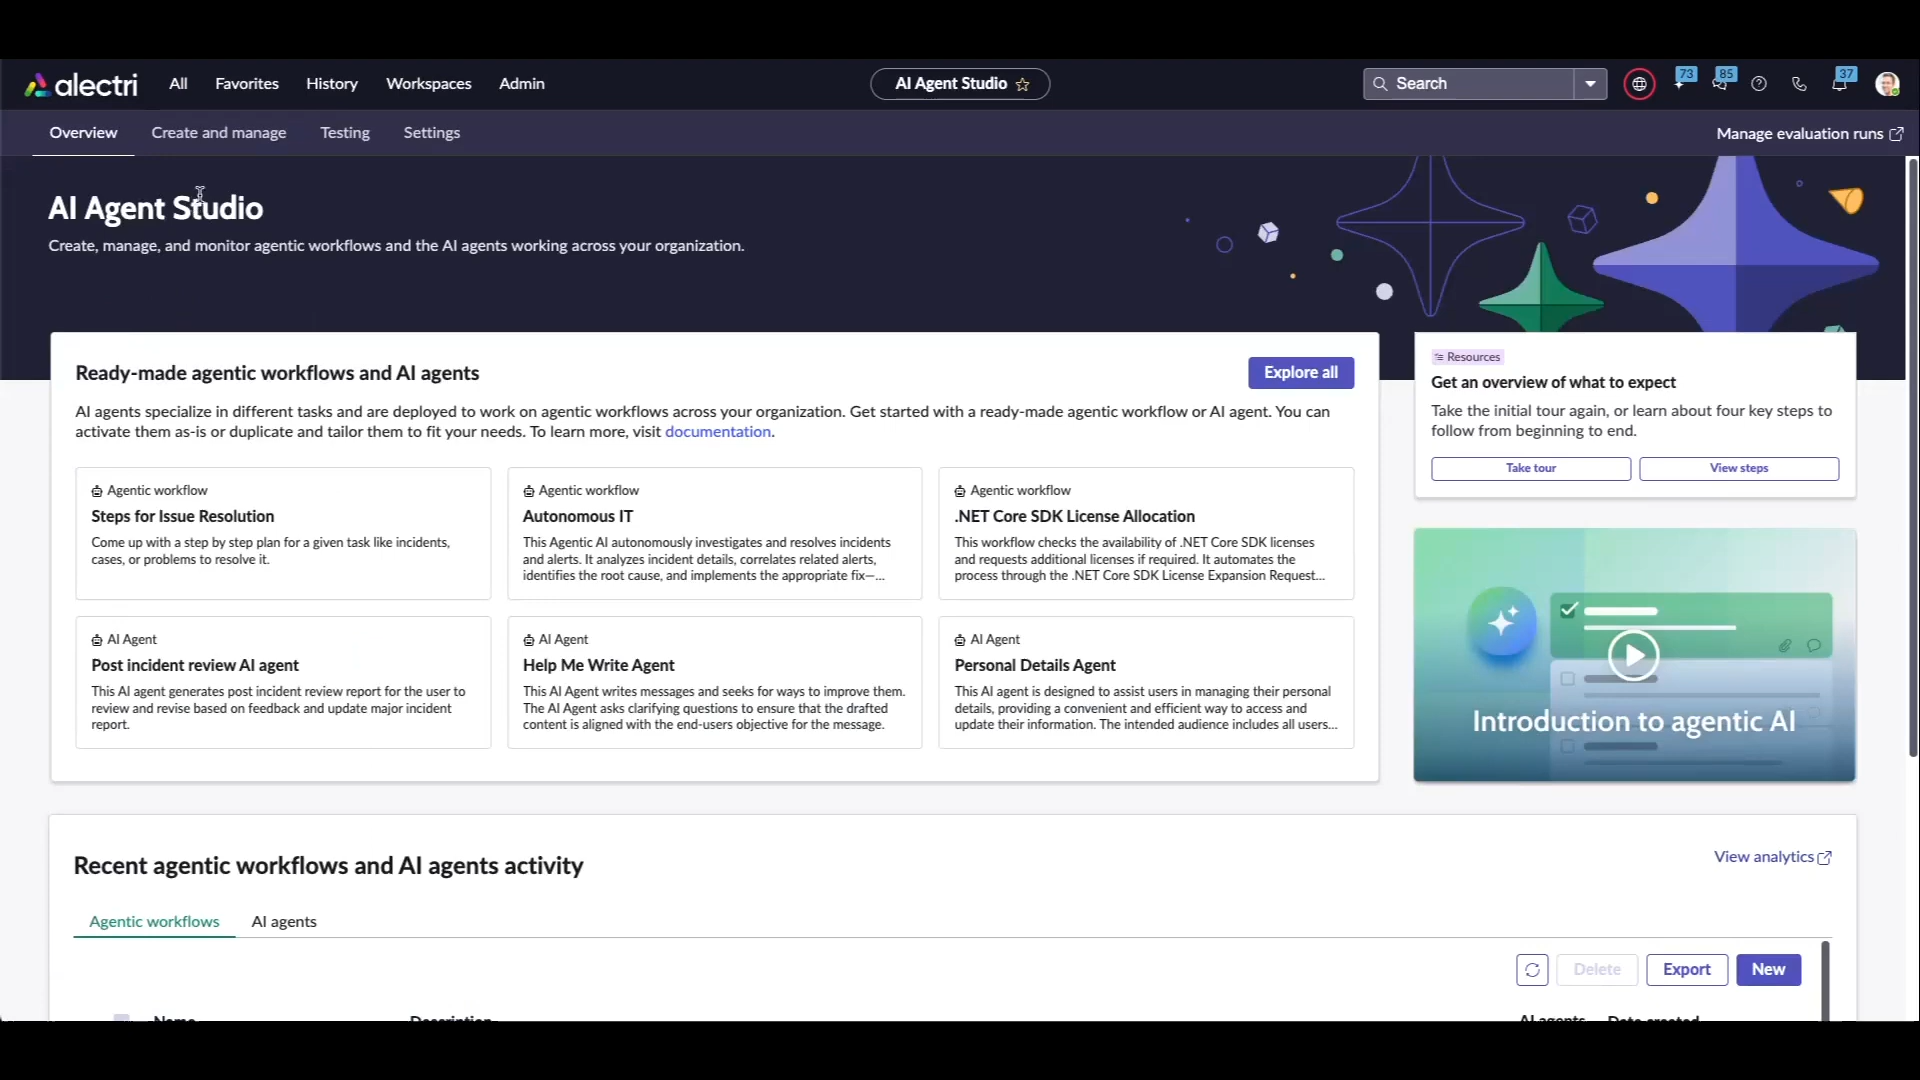 alectri All Favorites History Workspaces Admin AI Agent Studio Search 73 85 37
Overview Create and manage Testing Settings Manage evaluation runs
AI Agent Studio
Create, manage, and monitor agentic workflows and the AI agents working across your organization.
Ready-made agentic workflows and AI agents
Explore all
AI agents specialize in different tasks and are deployed to work on agentic workflows across your organization. Get started with a ready-made agentic workflow or AI agent. You can
activate them as-is or duplicate and tailor them to fit your needs. To learn more, visit documentation.
Agentic workflow
Steps for Issue Resolution
Come up with a step by step plan for a given task like incidents,
cases, or problems to resolve it.
Agentic workflow
Autonomous IT
This Agentic AI autonomously investigates and resolves incidents
and alerts. It analyzes incident details, correlates related alerts,
identifies the root cause, and implements the appropriate fix—...
Agentic workflow
.NET Core SDK License Allocation
This workflow checks the availability of .NET Core SDK licenses
and requests additional licenses if required. It automates the
process through the .NET Core SDK License Expansion Request...
AI Agent
Post incident review AI agent
This AI agent generates post incident review report for the user to
review and revise based on feedback and update major incident
report.
AI Agent
Help Me Write Agent
This AI Agent writes messages and seeks for ways to improve them.
The AI Agent asks clarifying questions to ensure that the drafted
content is aligned with the end-users objective for the message.
AI Agent
Personal Details Agent
This AI agent is designed to assist users in managing their personal
details, providing a convenient and efficient way to access and
update their information. The intended audience includes all users...
Resources
Get an overview of what to expect
Take the initial tour again, or learn about four key steps to
follow from beginning to end.
Take tour View steps
Introduction to agentic AI
Recent agentic workflows and AI agents activity
View analytics
Agentic workflows AI agents
Delete Export New
Name Description AI agents Date created